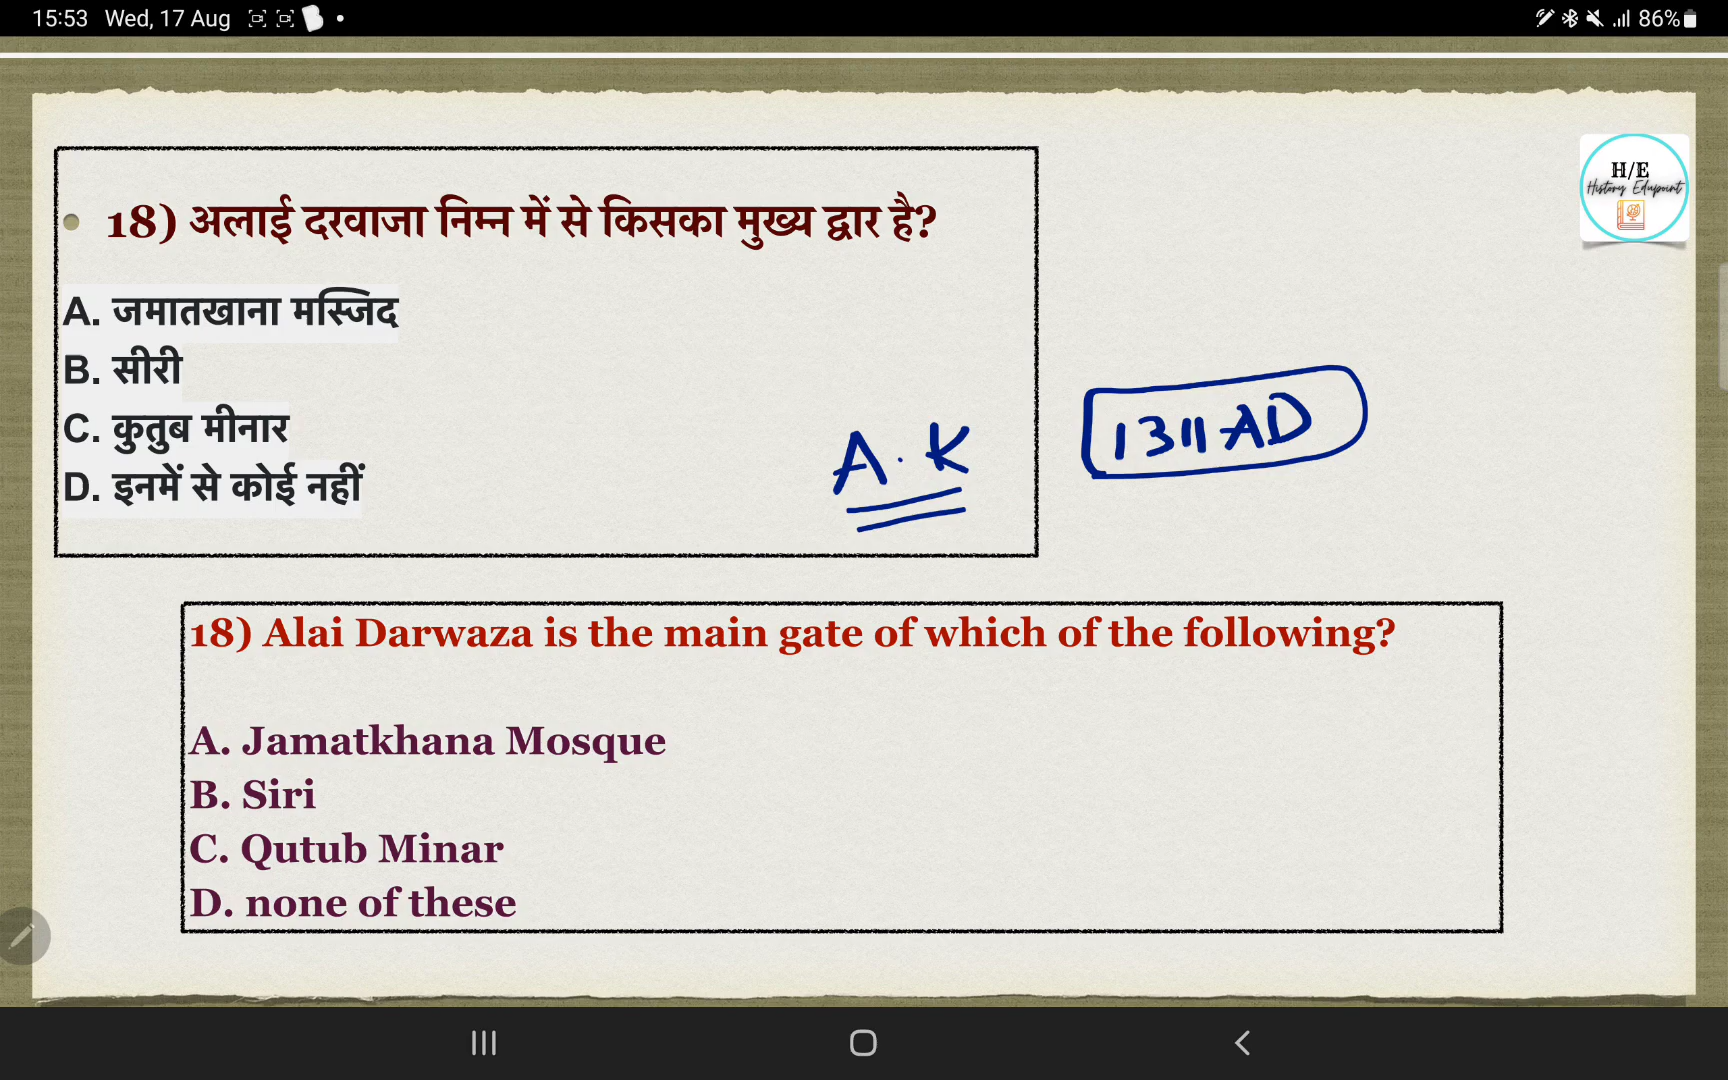 15:53 Wed, 17 Aug
86%
H/E
History Edupoint
18) अलाई दरवाजा निम्न में से किसका मुख्य द्वार है?
A. जमातखाना मस्जिद
B. सीरी
C. कुतुब मीनार
D. इनमें से कोई नहीं
A.K
1311 AD
18) Alai Darwaza is the main gate of which of the following?
A. Jamatkhana Mosque
B. Siri
C. Qutub Minar
D. none of these